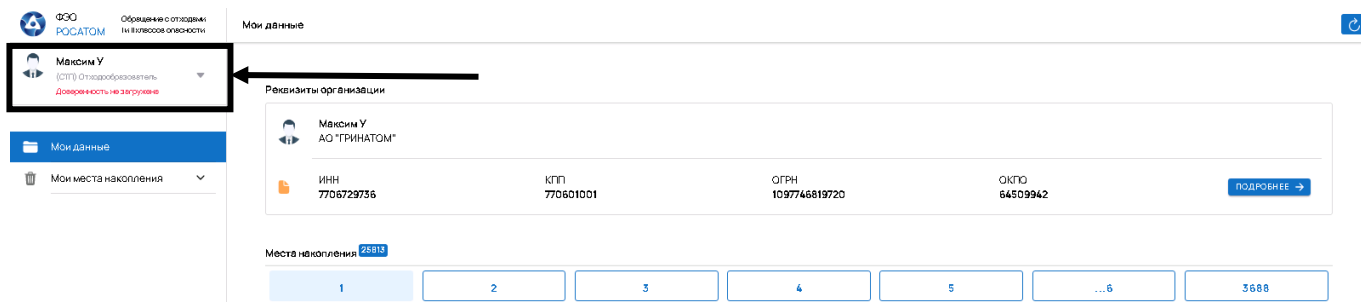 ФЭО
РОСАТОМ
Обращение с отходами
I и II классов опасности
Мои данные
Максим У
(СТП) Отходообразователь
Доверенность не загружена
Мои данные
Мои места накопления
Реквизиты организации
Максим У
АО "ГРИНАТОМ"
ИНН
7706729736
КПП
770601001
ОГРН
1097746819720
ОКПО
64509942
ПОДРОБНЕЕ →
Места накопления 25813
1 2 3 4 5 ...6 3688